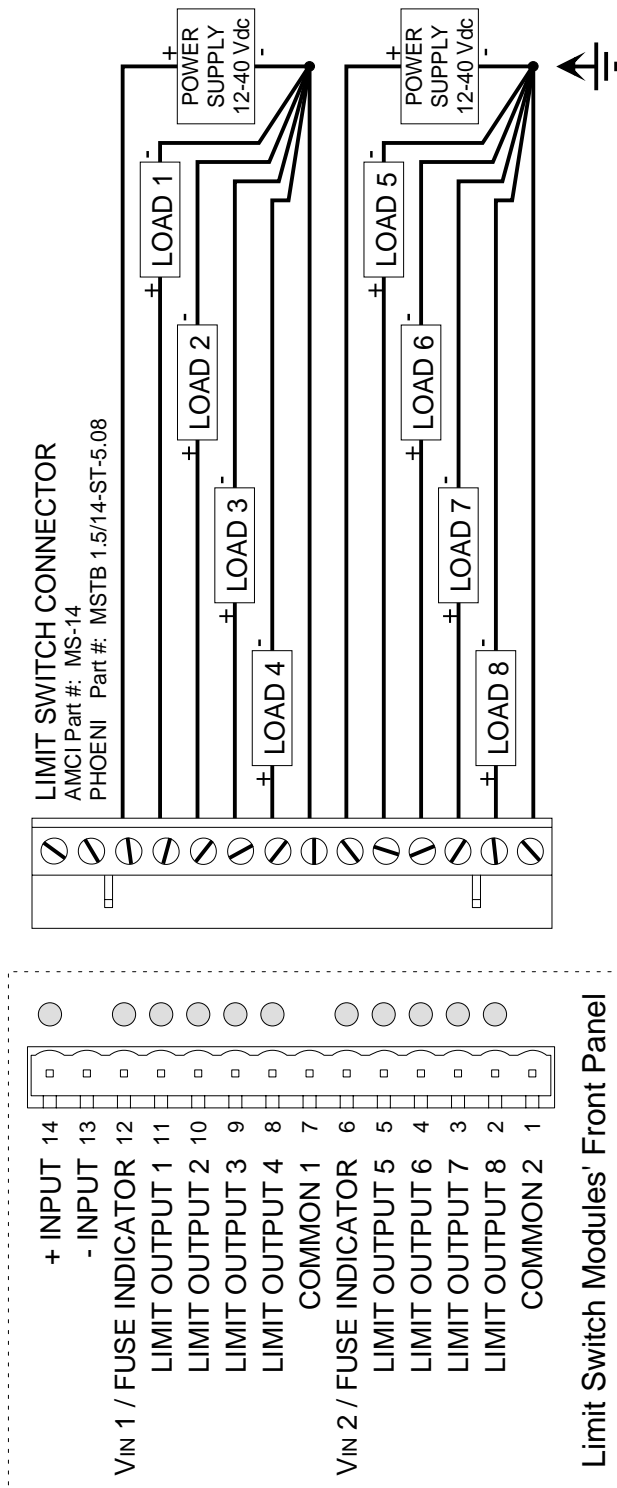 LIMIT SWITCH CONNECTOR
AMCI Part #: MS-14
PHOENI Part #: MSTB 1.5/14-ST-5.08
+
POWER
SUPPLY
12-40 Vdc
-
+ LOAD 1 -
+ LOAD 2 -
+ LOAD 3 -
+ LOAD 4 -
+
POWER
SUPPLY
12-40 Vdc
-
+ LOAD 5 -
+ LOAD 6 -
+ LOAD 7 -
+ LOAD 8 -
+ INPUT 14
- INPUT 13
VIN 1 / FUSE INDICATOR 12
LIMIT OUTPUT 1 11
LIMIT OUTPUT 2 10
LIMIT OUTPUT 3 9
LIMIT OUTPUT 4 8
COMMON 1 7
VIN 2 / FUSE INDICATOR 6
LIMIT OUTPUT 5 5
LIMIT OUTPUT 6 4
LIMIT OUTPUT 7 3
LIMIT OUTPUT 8 2
COMMON 2 1
Limit Switch Modules' Front Panel